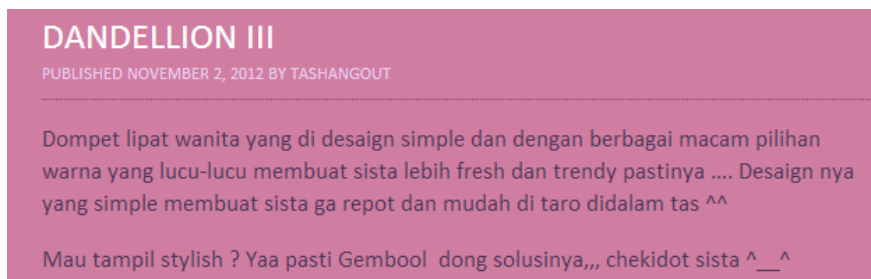 DANDELLION III
PUBLISHED NOVEMBER 2, 2012 BY TASHANGOUT
Dompet lipat wanita yang di desaign simple dan dengan berbagai macam pilihan
warna yang lucu-lucu membuat sista lebih fresh dan trendy pastinya .... Desaign nya
yang simple membuat sista ga repot dan mudah di taro didalam tas ^^
Mau tampil stylish ? Yaa pasti Gembool  dong solusinya,,, chekidot sista ^__^